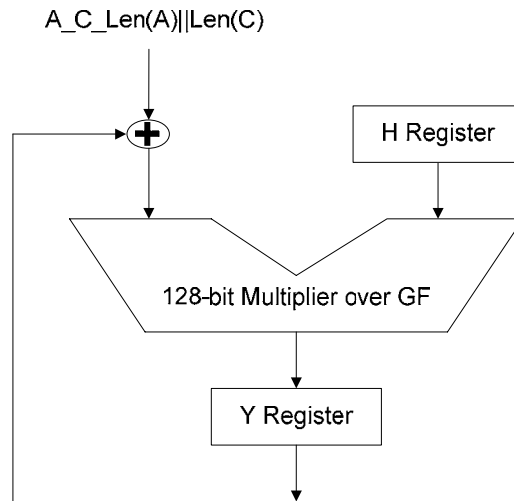 A_C_Len(A)||Len(C)
H Register
128-bit Multiplier over GF
Y Register